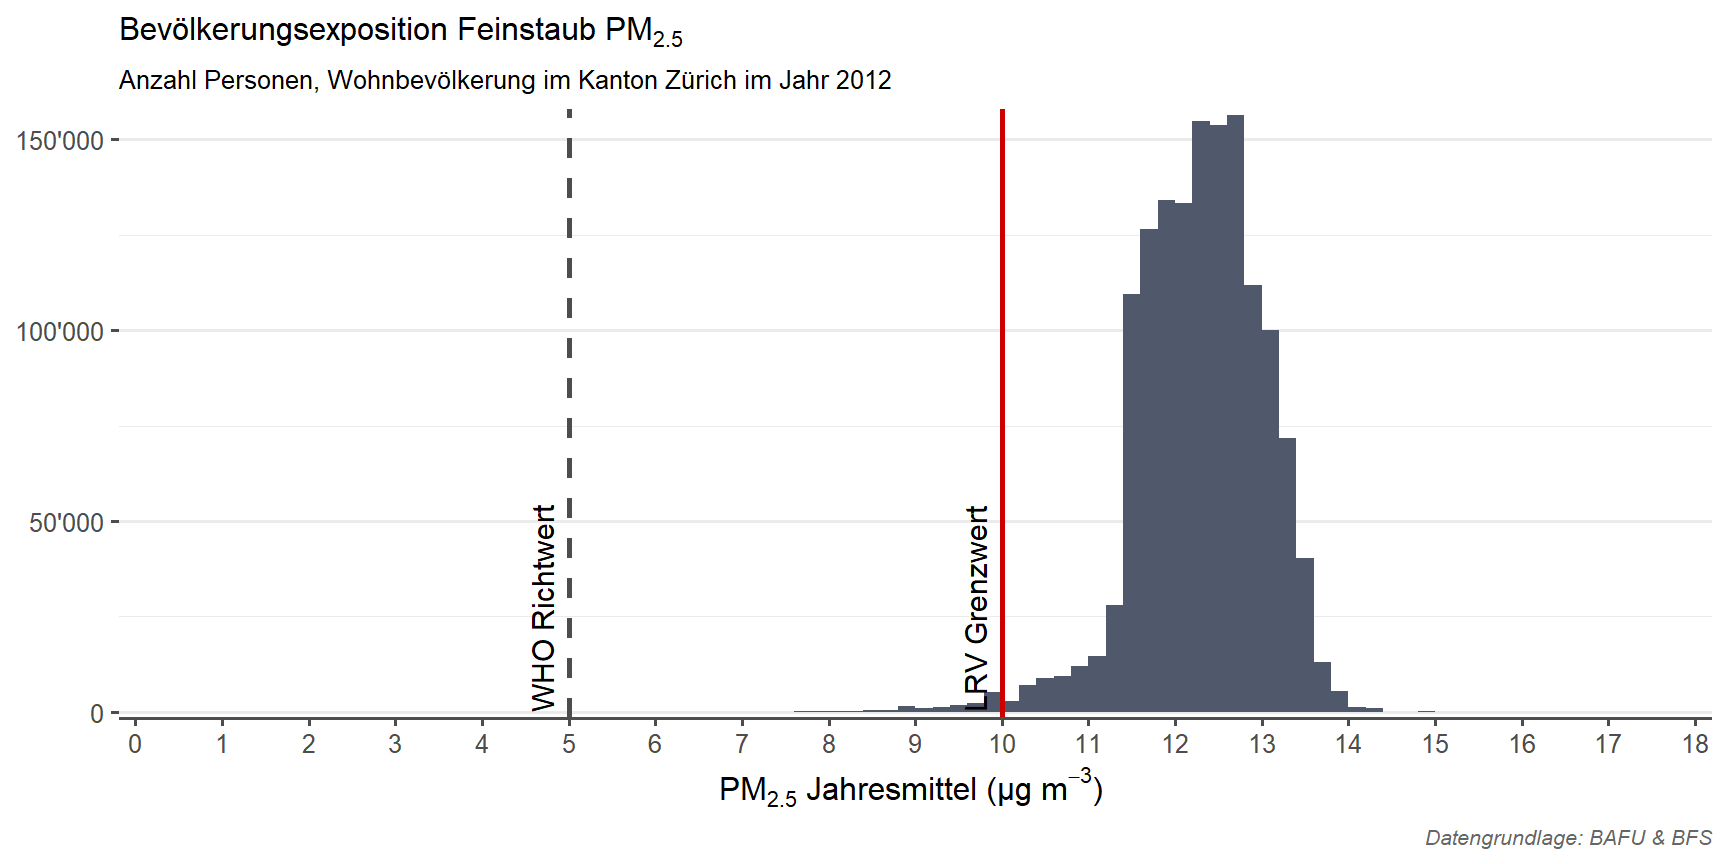 Bevölkerungsexposition Feinstaub PM2.5
Anzahl Personen, Wohnbevölkerung im Kanton Zürich im Jahr 2012
150'000
100'000
50'000
0
WHO Richtwert
LRV Grenzwert
0 1 2 3 4 5 6 7 8 9 10 11 12 13 14 15 16 17 18
PM2.5 Jahresmittel (µg m−3)
Datengrundlage: BAFU & BFS